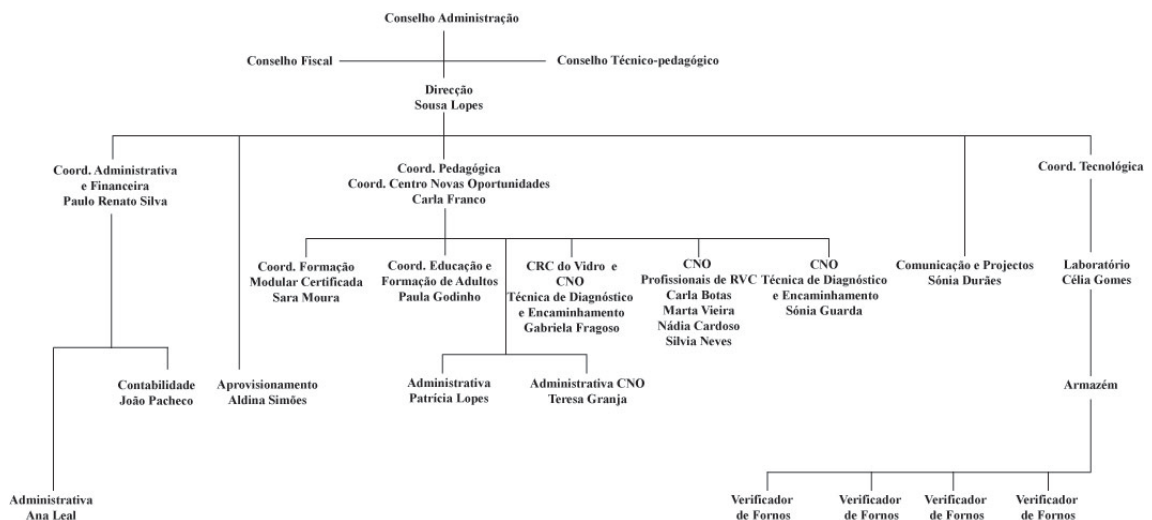 Conselho Administração
Conselho Fiscal
Conselho Técnico-pedagógico
Direcção
Sousa Lopes
Coord. Administrativa
e Financeira
Paulo Renato Silva
Coord. Pedagógica
Coord. Centro Novas Oportunidades
Carla Franco
Coord. Tecnológica
Coord. Formação
Modular Certificada
Sara Moura
Coord. Educação e
Formação de Adultos
Paula Godinho
CRC do Vidro e
CNO
Técnica de Diagnóstico
e Encaminhamento
Gabriela Fragoso
CNO
Profissionais de RVC
Carla Botas
Marta Vieira
Nádia Cardoso
Silvia Neves
CNO
Técnica de Diagnóstico
e Encaminhamento
Sónia Guarda
Comunicação e Projectos
Sónia Durães
Laboratório
Célia Gomes
Contabilidade
João Pacheco
Aprovisionamento
Aldina Simões
Administrativa
Patrícia Lopes
Administrativa CNO
Teresa Granja
Armazém
Administrativa
Ana Leal
Verificador
de Fornos
Verificador
de Fornos
Verificador
de Fornos
Verificador
de Fornos